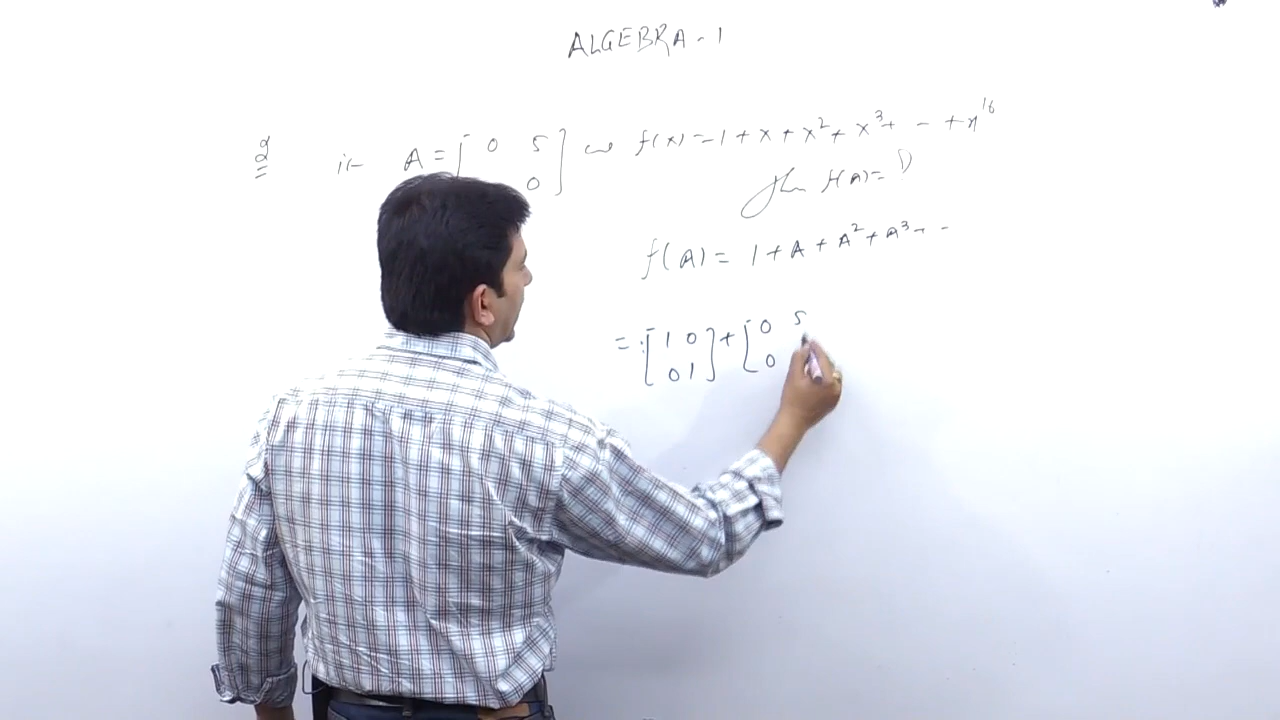 ALGEBRA - 1
Q if A = [ 0 5 0 ] and f(x) = 1 + x + x² + x³ + - - + x¹⁶
then f(A) = ?
f(A) = 1 + A + A² + A³ + - -
= [ 1 0 0 1 ] + [ 0 5 0